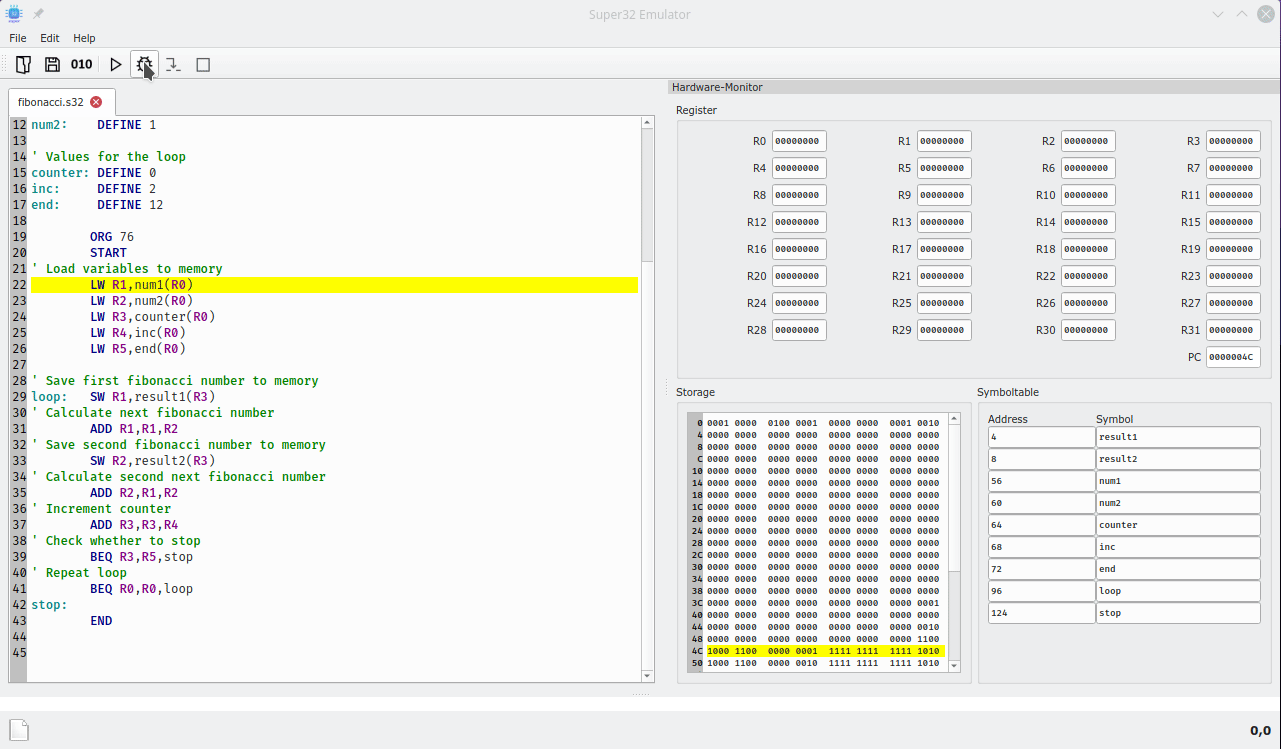 Super32 Emulator
File Edit Help
010
fibonacci.s32
12 num2:    DEFINE 1
13
14 ' Values for the loop
15 counter: DEFINE 0
16 inc:     DEFINE 2
17 end:     DEFINE 12
18
19         ORG 76
20         START
21 ' Load variables to memory
22         LW R1,num1(R0)
23         LW R2,num2(R0)
24         LW R3,counter(R0)
25         LW R4,inc(R0)
26         LW R5,end(R0)
27
28 ' Save first fibonacci number to memory
29 loop:   SW R1,result1(R3)
30 ' Calculate next fibonacci number
31         ADD R1,R1,R2
32 ' Save second fibonacci number to memory
33         SW R2,result2(R3)
34 ' Calculate second next fibonacci number
35         ADD R2,R1,R2
36 ' Increment counter
37         ADD R3,R3,R4
38 ' Check whether to stop
39         BEQ R3,R5,stop
40 ' Repeat loop
41         BEQ R0,R0,loop
42 stop:
43         END
44
45
Hardware-Monitor
Register
R0 00000000 R1 00000000 R2 00000000 R3 00000000
R4 00000000 R5 00000000 R6 00000000 R7 00000000
R8 00000000 R9 00000000 R10 00000000 R11 00000000
R12 00000000 R13 00000000 R14 00000000 R15 00000000
R16 00000000 R17 00000000 R18 00000000 R19 00000000
R20 00000000 R21 00000000 R22 00000000 R23 00000000
R24 00000000 R25 00000000 R26 00000000 R27 00000000
R28 00000000 R29 00000000 R30 00000000 R31 00000000
PC 0000004C
Storage
0 0001 0000 0100 0001 0000 0000 0001 0010
4 0000 0000 0000 0000 0000 0000 0000 0000
8 0000 0000 0000 0000 0000 0000 0000 0000
C 0000 0000 0000 0000 0000 0000 0000 0000
10 0000 0000 0000 0000 0000 0000 0000 0000
14 0000 0000 0000 0000 0000 0000 0000 0000
18 0000 0000 0000 0000 0000 0000 0000 0000
1C 0000 0000 0000 0000 0000 0000 0000 0000
20 0000 0000 0000 0000 0000 0000 0000 0000
24 0000 0000 0000 0000 0000 0000 0000 0000
28 0000 0000 0000 0000 0000 0000 0000 0000
2C 0000 0000 0000 0000 0000 0000 0000 0000
30 0000 0000 0000 0000 0000 0000 0000 0000
34 0000 0000 0000 0000 0000 0000 0000 0000
38 0000 0000 0000 0000 0000 0000 0000 0000
3C 0000 0000 0000 0000 0000 0000 0000 0001
40 0000 0000 0000 0000 0000 0000 0000 0000
44 0000 0000 0000 0000 0000 0000 0000 0010
48 0000 0000 0000 0000 0000 0000 0000 1100
4C 1000 1100 0000 0001 1111 1111 1111 1010
50 1000 1100 0000 0010 1111 1111 1111 1010
Symboltable
Address Symbol
4 result1
8 result2
56 num1
60 num2
64 counter
68 inc
72 end
96 loop
124 stop
0,0